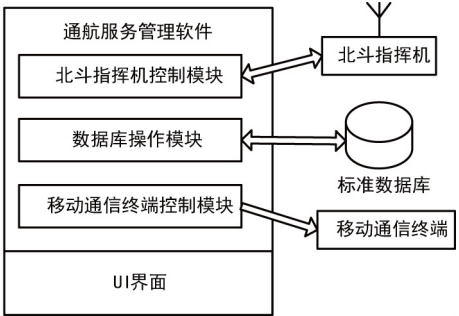 通航服务管理软件
北斗指挥机控制模块
北斗指挥机
数据库操作模块
标准数据库
移动通信终端控制模块
移动通信终端
UI界面